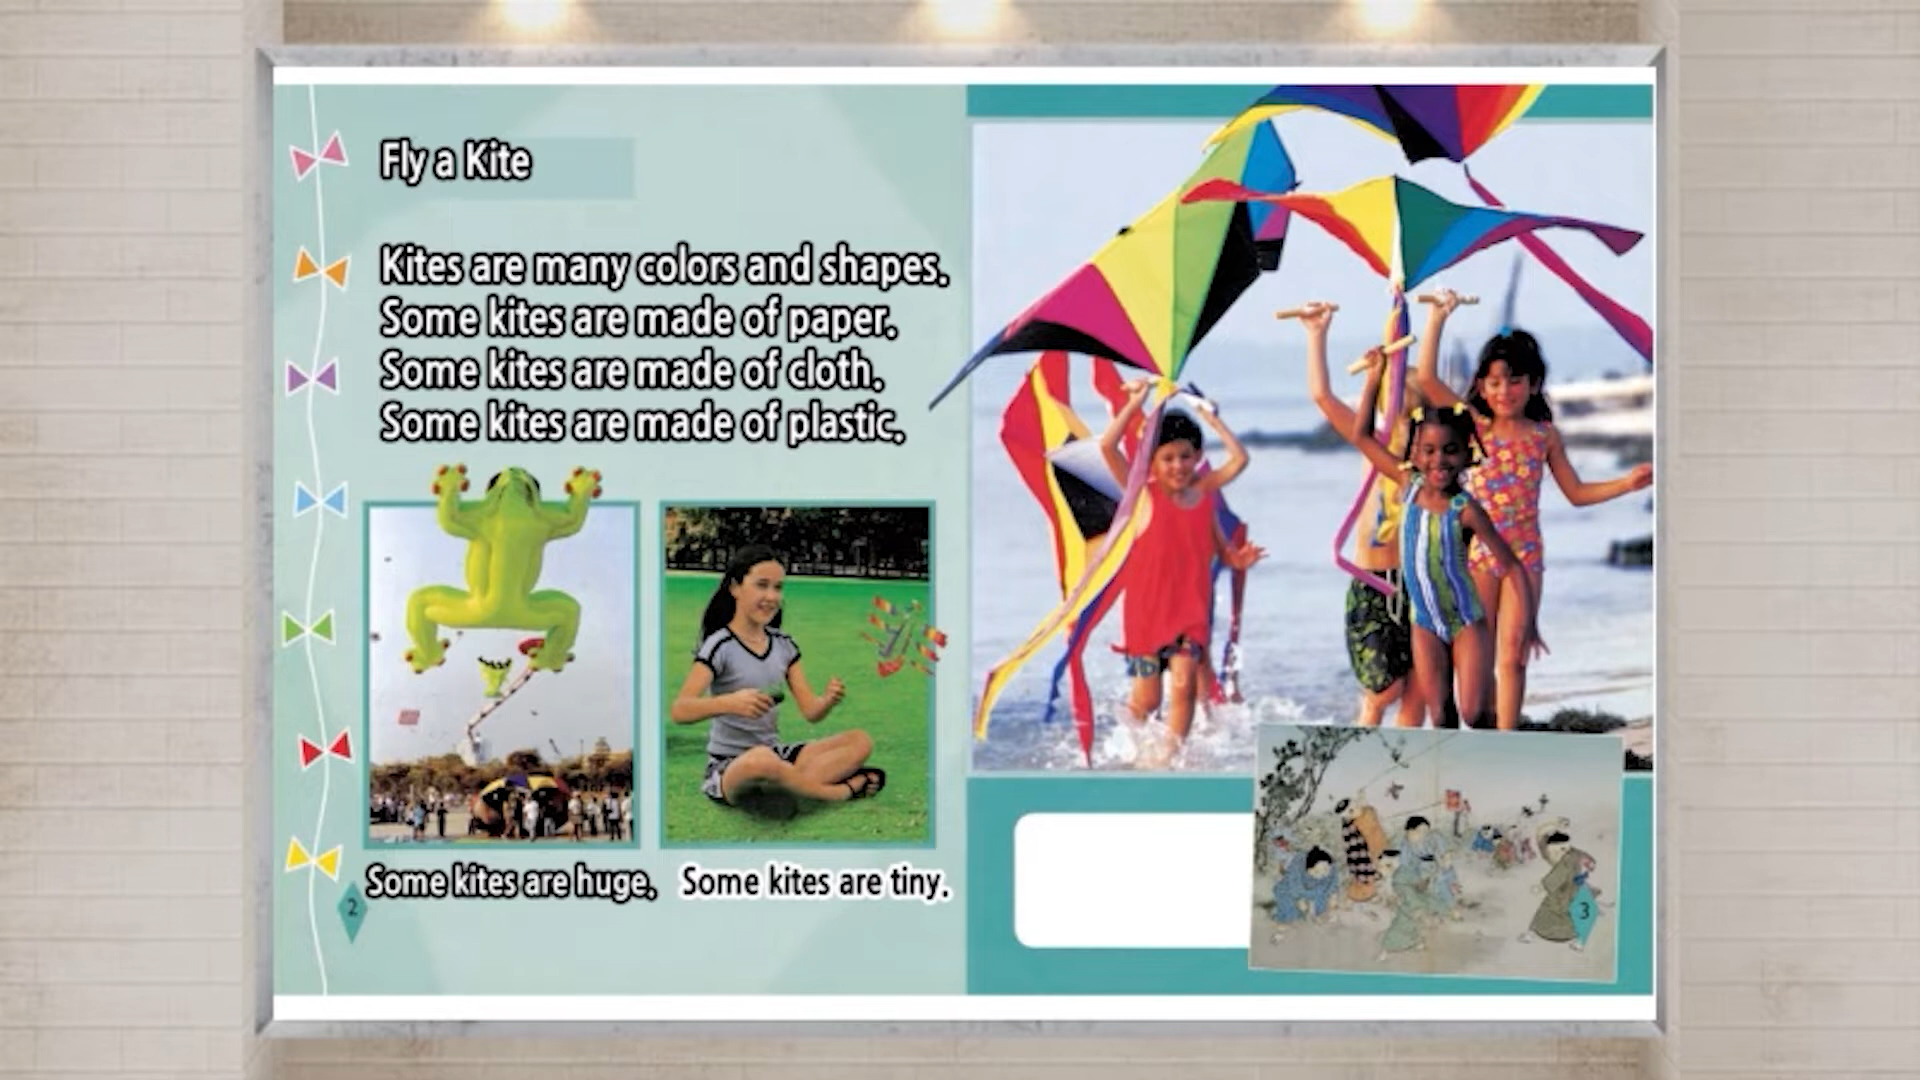 Fly a Kite
Kites are many colors and shapes.
Some kites are made of paper.
Some kites are made of cloth.
Some kites are made of plastic.
Some kites are huge.
Some kites are tiny.
2
3